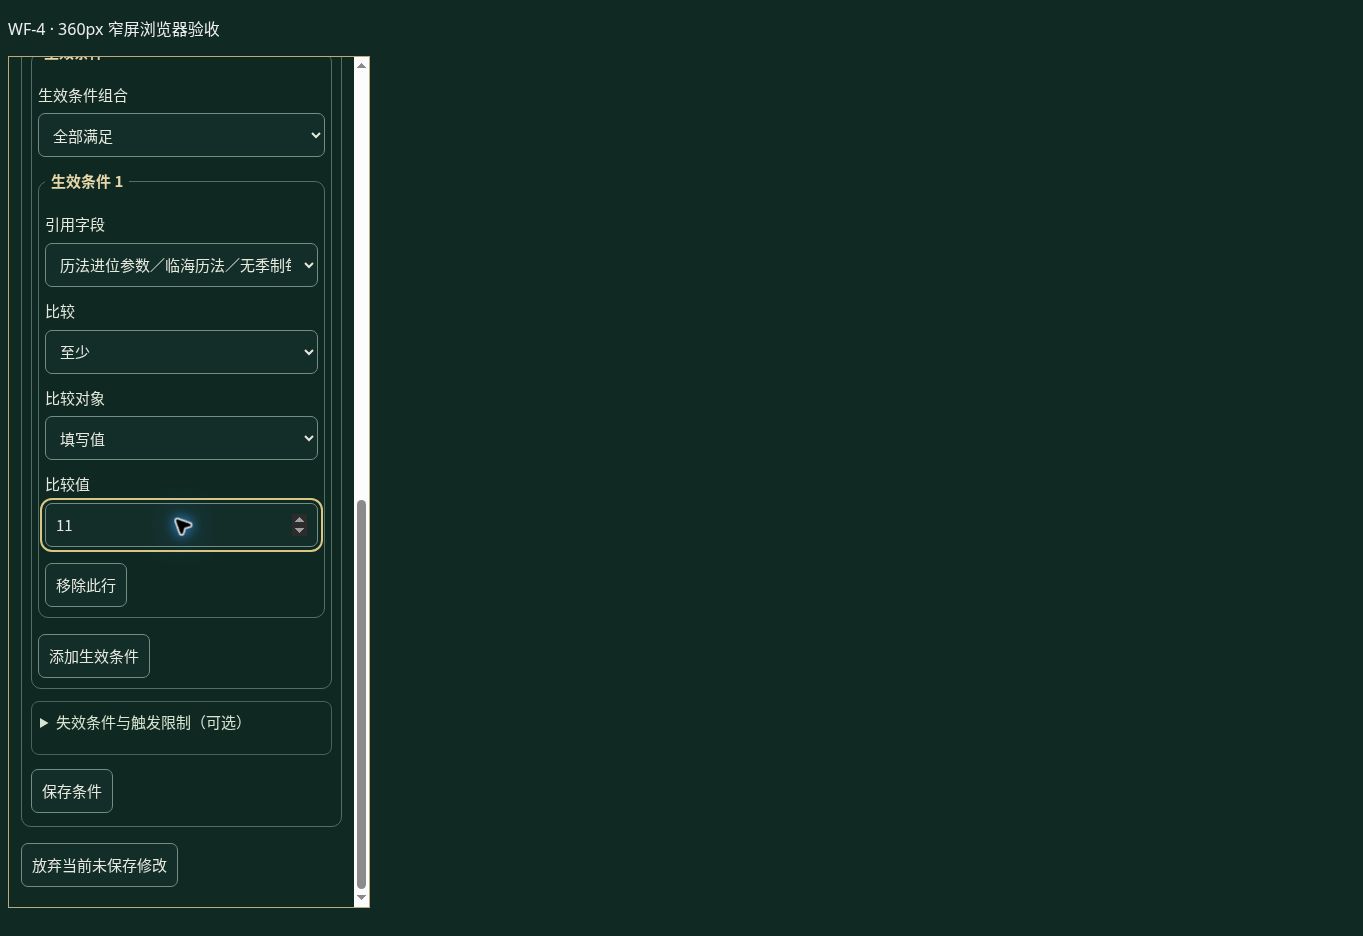 WF-4 · 360px 窄屏浏览器验收
生效条件
生效条件组合
全部满足
生效条件 1
引用字段
历法进位参数／临海历法／无季制
比较
至少
比较对象
填写值
比较值
11
移除此行
添加生效条件
失效条件与触发限制（可选）
保存条件
放弃当前未保存修改